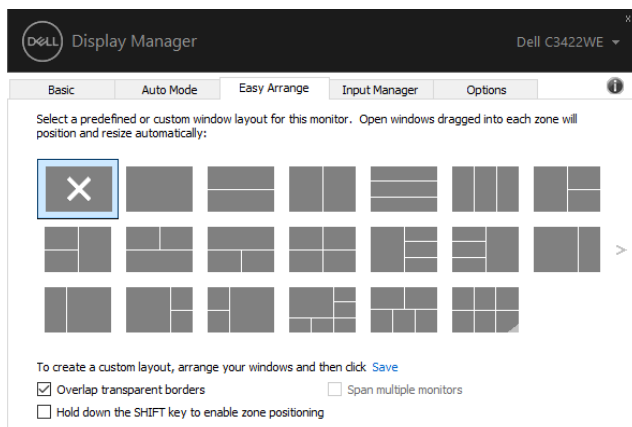 DELL Display Manager
Dell C3422WE
Basic Auto Mode Easy Arrange Input Manager Options
Select a predefined or custom window layout for this monitor. Open windows dragged into each zone will
position and resize automatically:
To create a custom layout, arrange your windows and then click Save
Overlap transparent borders
Span multiple monitors
Hold down the SHIFT key to enable zone positioning